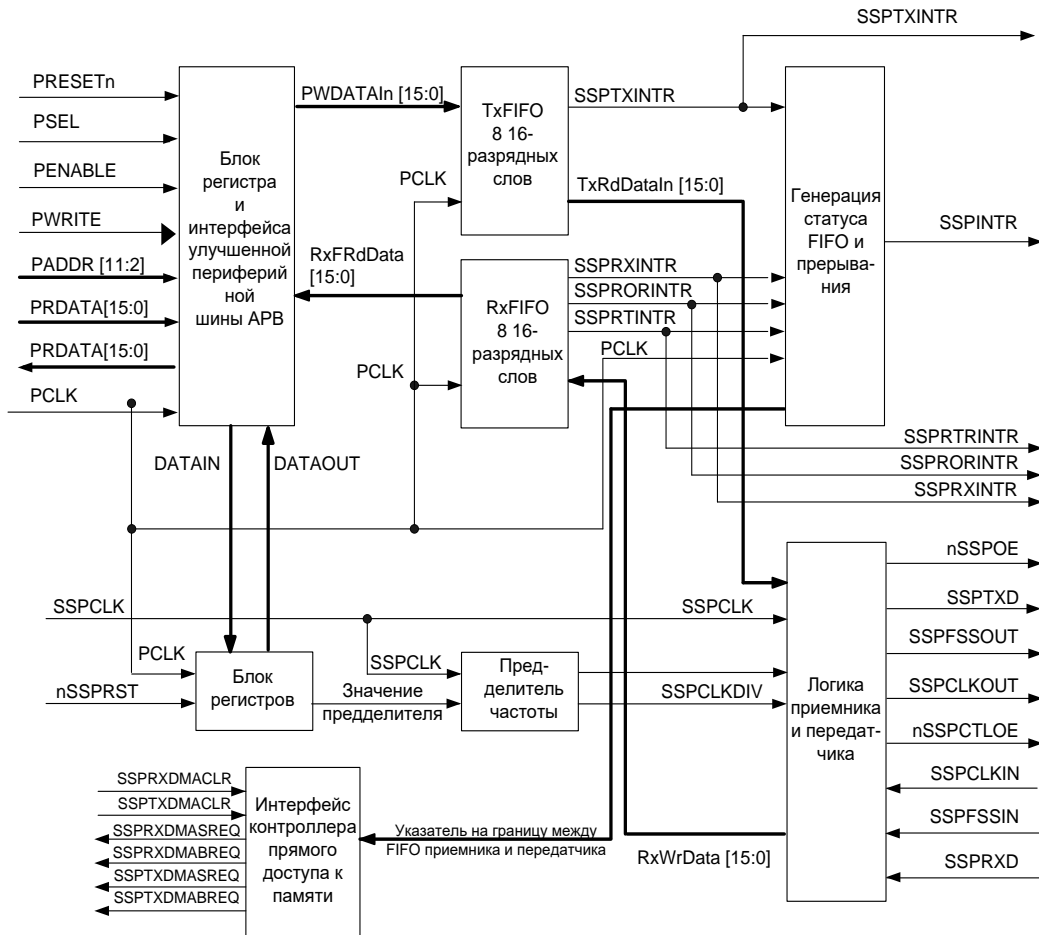 SSPTXINTR
PRESETn
PSEL
PENABLE
PWRITE
PADDR [11:2]
PRDATA[15:0]
PRDATA[15:0]
PCLK
Блок
регистра
и
интерфейса
улучшенной
периферий
ной
шины APB
PWDATAIn [15:0]
PCLK
RxFRdData
[15:0]
PCLK
TxFIFO
8 16-
разрядных
слов
SSPTXINTR
TxRdDataIn [15:0]
RxFIFO
8 16-
разрядных
слов
SSPRXINTR
SSPRORINTR
SSPRTINTR
PCLK
Генерация
статуса
FIFO и
прерыва-
ния
SSPINTR
SSPRTRINTR
SSPRORINTR
SSPRXINTR
DATAIN
DATAOUT
SSPCLK
SSPCLK
PCLK
nSSPRST
Блок
регистров
Значение
предделителя
SSPCLK
Пред-
делитель
частоты
SSPCLKDIV
Логика
приемника
и передат-
чика
nSSPOE
SSPTXD
SSPFSSOUT
SSPCLKOUT
nSSPCTLOE
SSPCLKIN
SSPFSSIN
SSPRXD
SSPRXDMACLR
SSPTXDMACLR
SSPRXDMASREQ
SSPRXDMABREQ
SSPTXDMASREQ
SSPTXDMABREQ
Интерфейс
контроллера
прямого
доступа к
памяти
Указатель на границу между
FIFO приемника и передатчика
RxWrData [15:0]